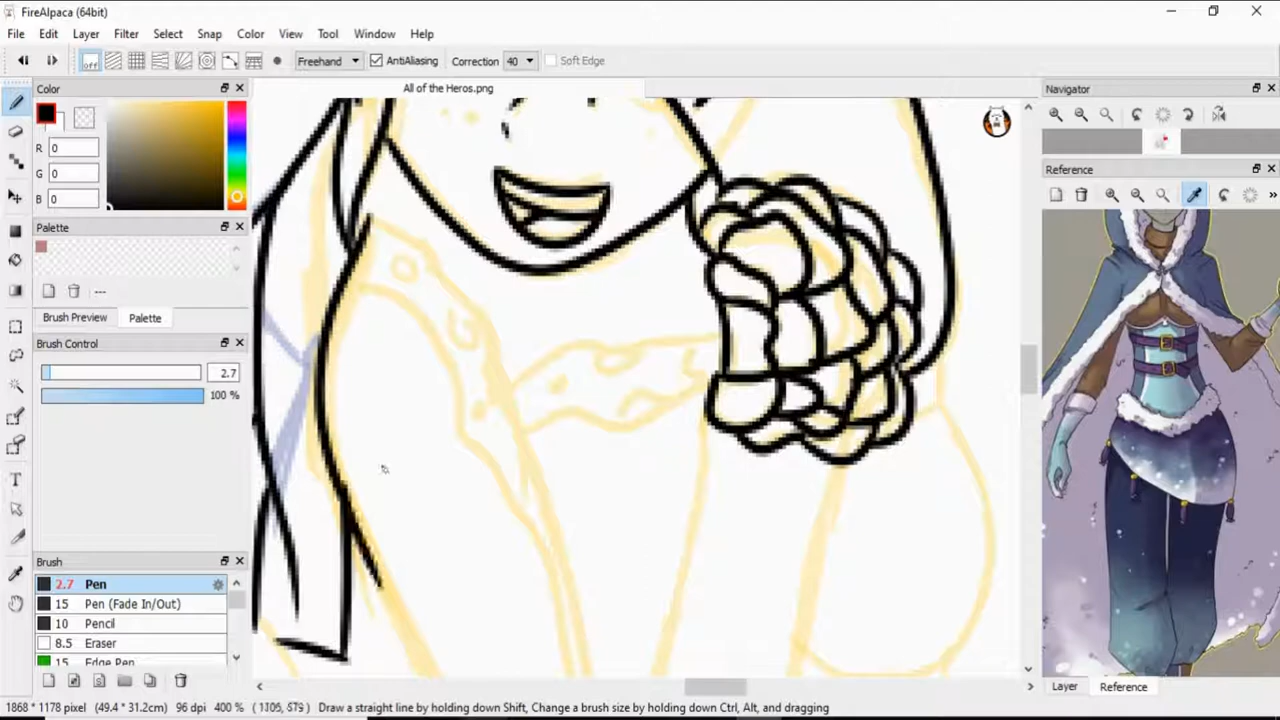 FireAlpaca (64bit)
File Edit Layer Filter Select Snap Color View Tool Window Help
off Freehand AntiAliasing Correction 40 Soft Edge
Color
All of the Heros.png
Navigator
R 0
G 0
B 0
Reference
Palette
---
Brush Preview Palette
Brush Control
2.7
100 %
T
Brush
2.7 Pen
15 Pen (Fade In/Out)
10 Pencil
8.5 Eraser
15 Edge Pen
Layer Reference
1868 * 1178 pixel (49.4 * 31.2cm) 96 dpi 400 % Draw a straight line by holding down Shift, Change a brush size by holding down Ctrl, Alt, and dragging